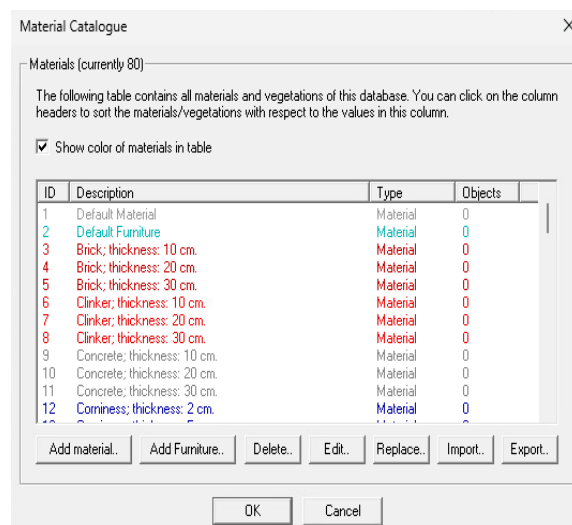 Material Catalogue
Materials (currently 80)
The following table contains all materials and vegetations of this database. You can click on the column
headers to sort the materials/vegetations with respect to the values in this column.
Show color of materials in table
ID Description Type Objects
1 Default Material Material 0
2 Default Furniture Material 0
3 Brick; thickness: 10 cm. Material 0
4 Brick; thickness: 20 cm. Material 0
5 Brick; thickness: 30 cm. Material 0
6 Clinker; thickness: 10 cm. Material 0
7 Clinker; thickness: 20 cm. Material 0
8 Clinker; thickness: 30 cm. Material 0
9 Concrete; thickness: 10 cm. Material 0
10 Concrete; thickness: 20 cm. Material 0
11 Concrete; thickness: 30 cm. Material 0
12 Corniness; thickness: 2 cm. Material 0
Add material.. Add Furniture.. Delete.. Edit.. Replace.. Import.. Export..
OK Cancel